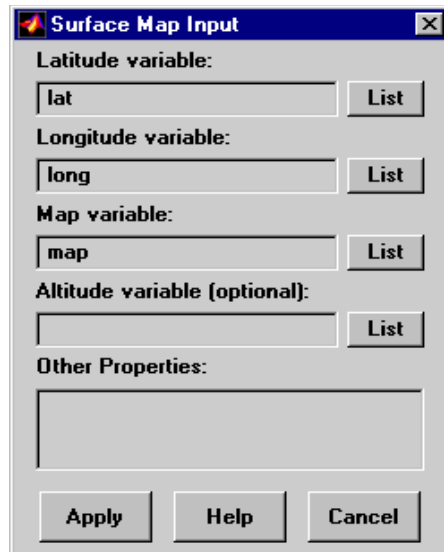 Surface Map Input
Latitude variable:
lat List
Longitude variable:
long List
Map variable:
map List
Altitude variable (optional):
List
Other Properties:
Apply Help Cancel